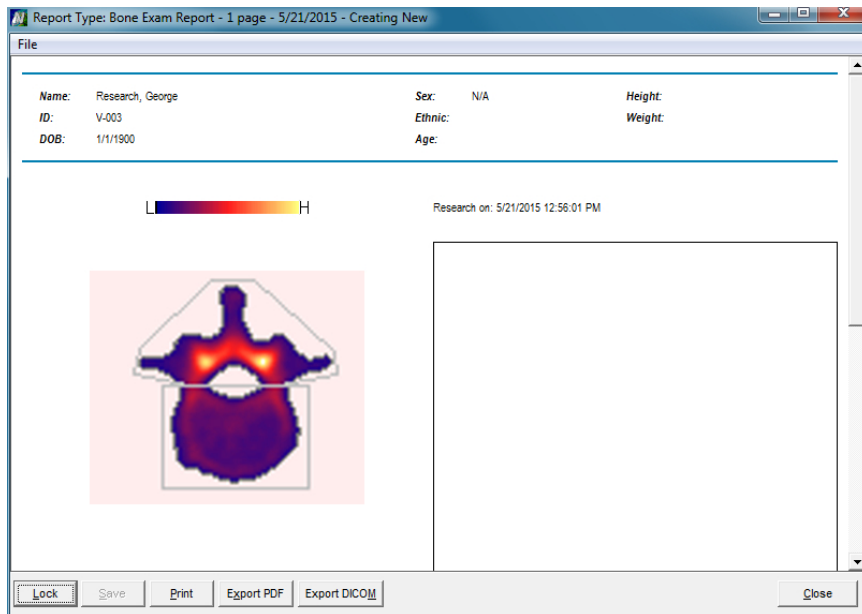 Report Type: Bone Exam Report - 1 page - 5/21/2015 - Creating New
File
Name: Research, George Sex: N/A Height:
ID: V-003 Ethnic: Weight:
DOB: 1/1/1900 Age:
L H
Research on: 5/21/2015 12:56:01 PM
Lock Save Print Export PDF Export DICOM Close